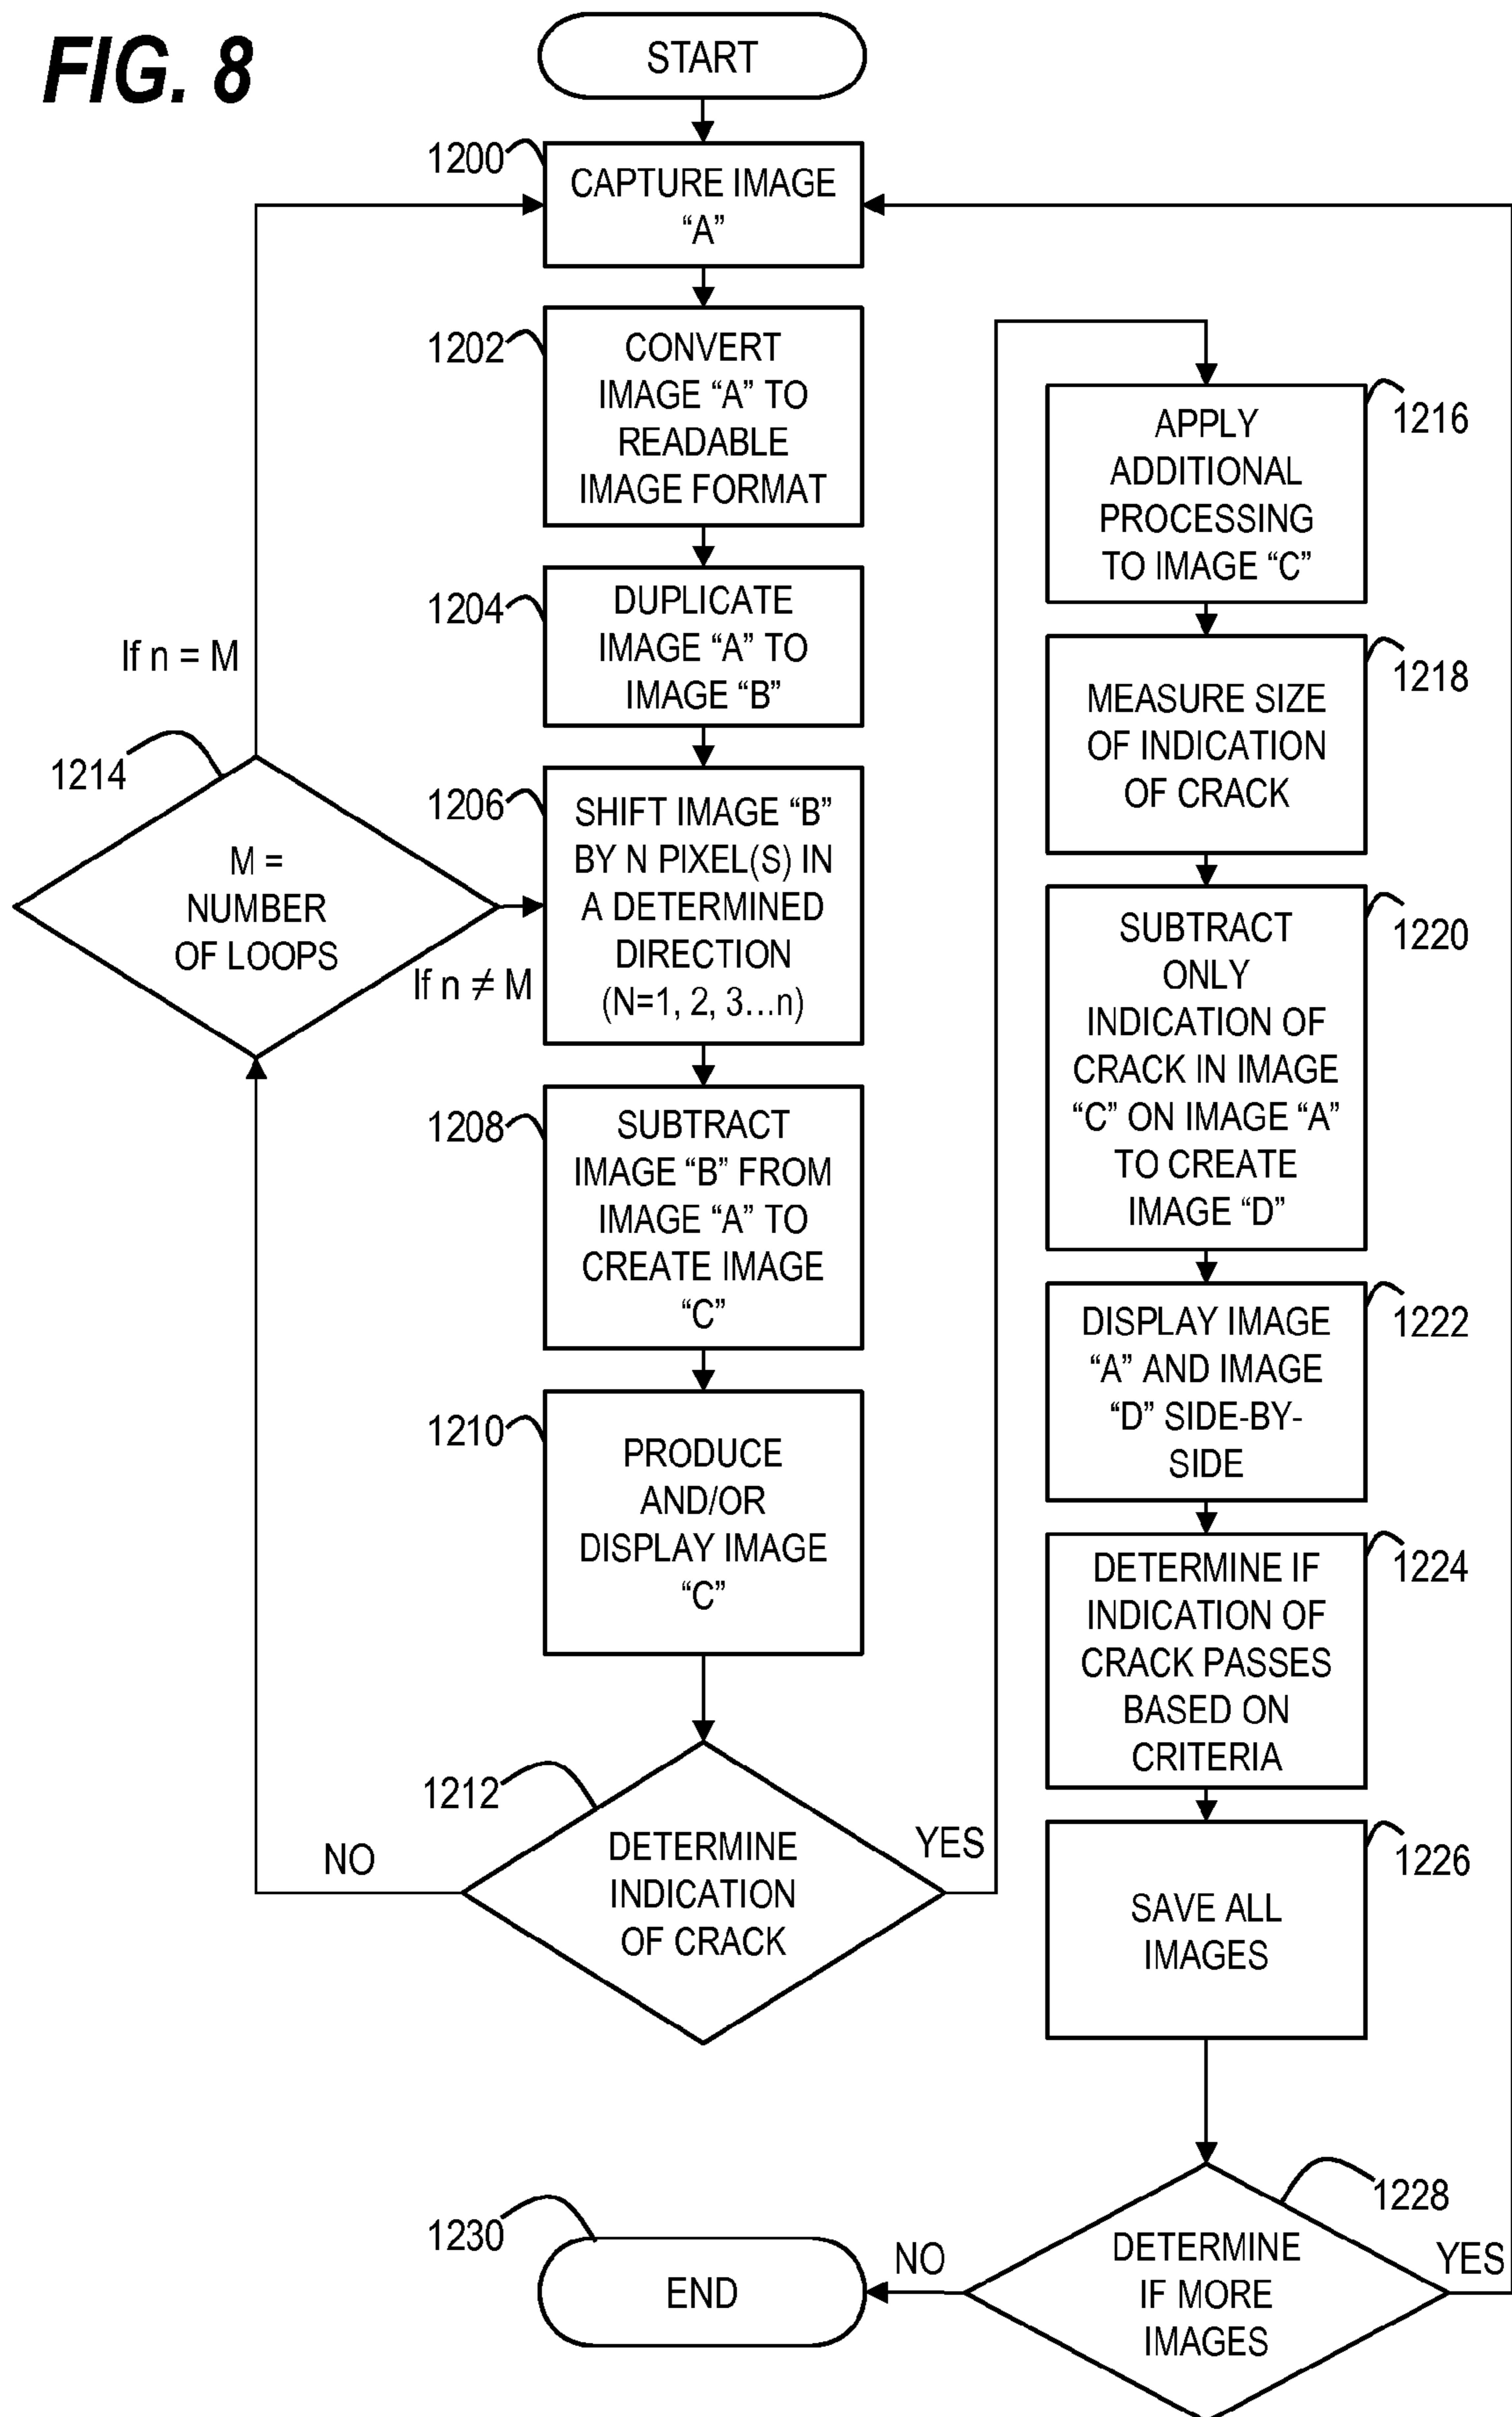 FIG. 8
START
1200
CAPTURE IMAGE
“A”
1202
CONVERT
IMAGE “A” TO
READABLE
IMAGE FORMAT
1204
DUPLICATE
IMAGE “A” TO
IMAGE “B”
1206
SHIFT IMAGE “B”
BY N PIXEL(S) IN
A DETERMINED
DIRECTION
(N=1, 2, 3...n)
If n = M
1214
M =
NUMBER
OF LOOPS
If n ≠ M
1208
SUBTRACT
IMAGE “B” FROM
IMAGE “A” TO
CREATE IMAGE
“C”
1210
PRODUCE
AND/OR
DISPLAY IMAGE
“C”
1212
DETERMINE
INDICATION
OF CRACK
NO
YES
1216
APPLY
ADDITIONAL
PROCESSING
TO IMAGE “C”
1218
MEASURE SIZE
OF INDICATION
OF CRACK
1220
SUBTRACT
ONLY
INDICATION OF
CRACK IN IMAGE
“C” ON IMAGE “A”
TO CREATE
IMAGE “D”
1222
DISPLAY IMAGE
“A” AND IMAGE
“D” SIDE-BY-
SIDE
1224
DETERMINE IF
INDICATION OF
CRACK PASSES
BASED ON
CRITERIA
1226
SAVE ALL
IMAGES
1228
DETERMINE
IF MORE
IMAGES
YES
NO
1230
END